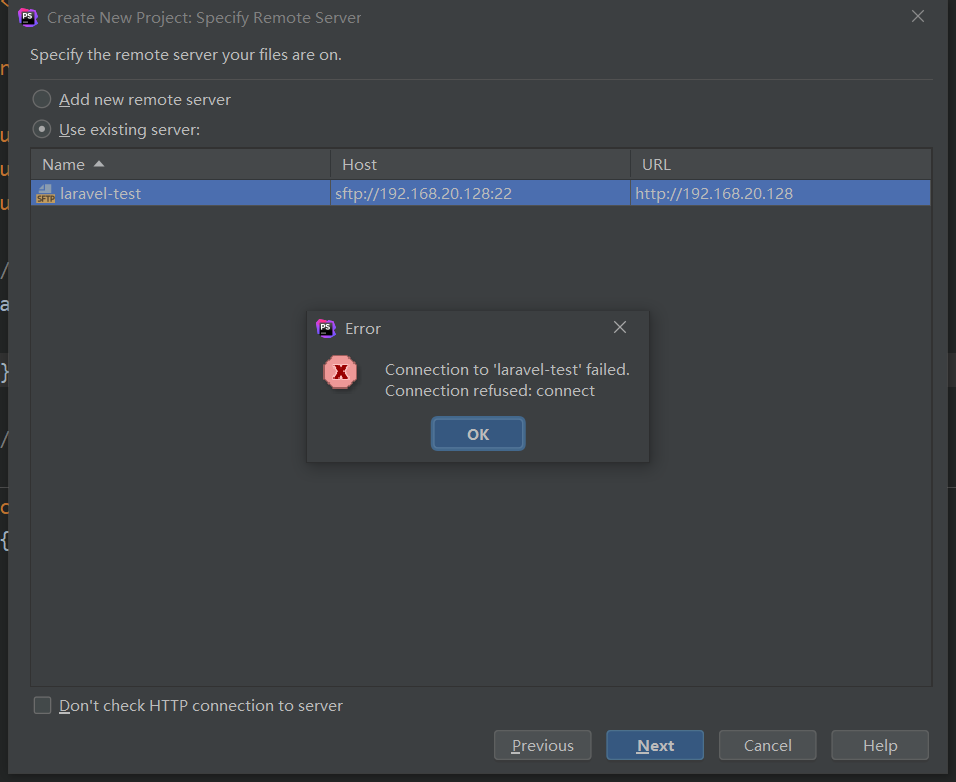 PS Create New Project: Specify Remote Server
Specify the remote server your files are on.
Add new remote server
Use existing server:
Name Host URL
SFTP laravel-test sftp://192.168.20.128:22 http://192.168.20.128
PS Error
Connection to 'laravel-test' failed.
Connection refused: connect
OK
Don't check HTTP connection to server
Previous Next Cancel Help